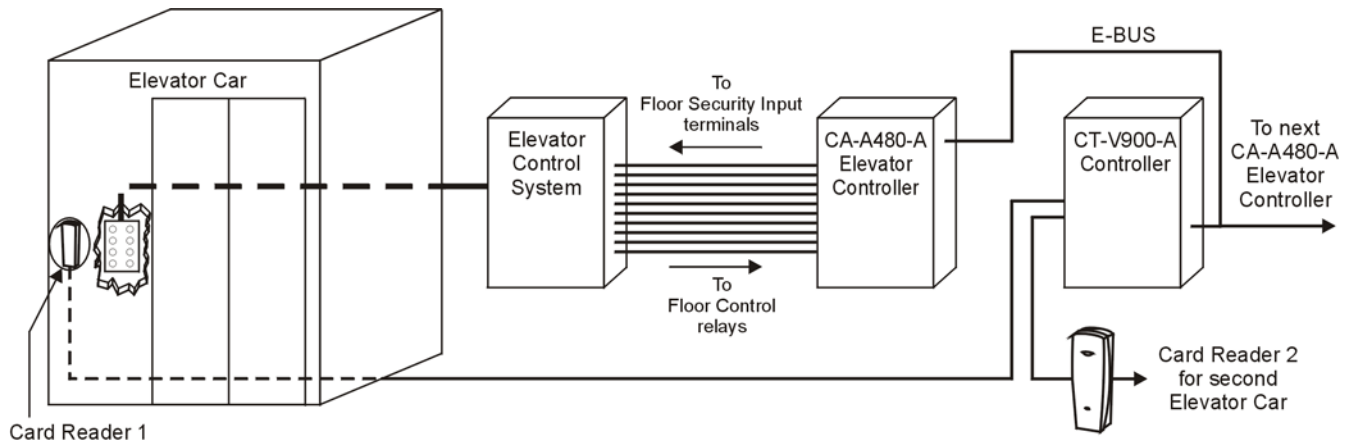 E-BUS
Elevator Car
To
Floor Security Input
terminals
Elevator
Control
System
CA-A480-A
Elevator
Controller
CT-V900-A
Controller
To next
CA-A480-A
Elevator
Controller
To
Floor Control
relays
Card Reader 2
for second
Elevator Car
Card Reader 1